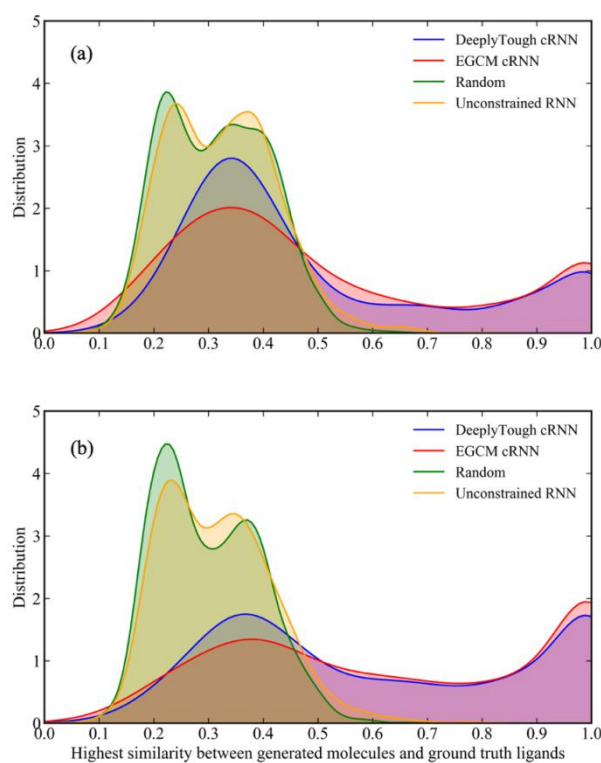 5
(a)
DeeplyTough cRNN
EGCM cRNN
Random
Unconstrained RNN
4
3
Distribution
2
1
0
0.0 0.1 0.2 0.3 0.4 0.5 0.6 0.7 0.8 0.9 1.0
5
(b)
DeeplyTough cRNN
EGCM cRNN
Random
Unconstrained RNN
4
3
Distribution
2
1
0
0.0 0.1 0.2 0.3 0.4 0.5 0.6 0.7 0.8 0.9 1.0
Highest similarity between generated molecules and ground truth ligands